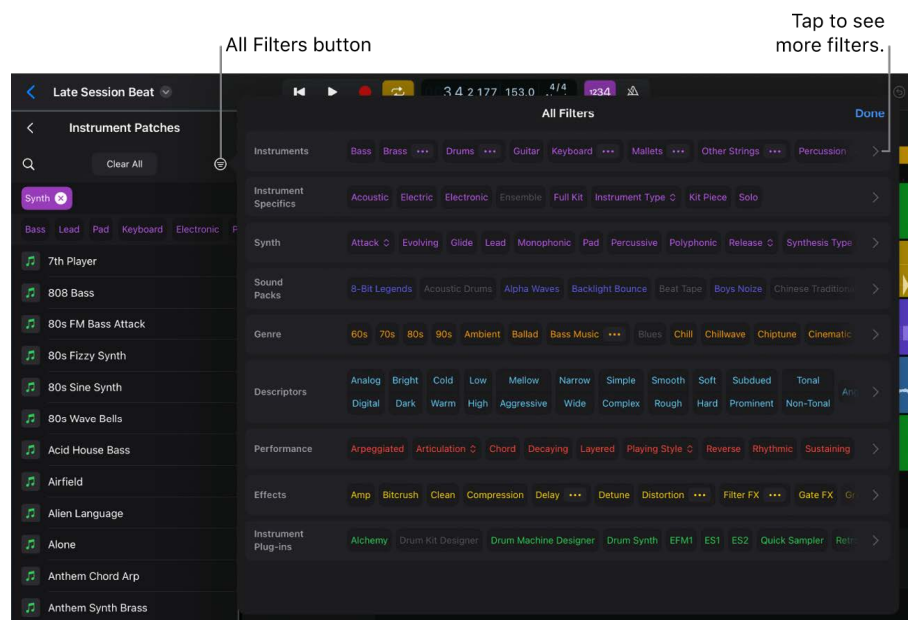 Tap to see
more filters.
All Filters button
Late Session Beat
3 4 2 177 153.0 4/4
1234
Instrument Patches
All Filters
Done
Clear All
Synth
Bass Lead Pad Keyboard Electronic
7th Player
808 Bass
80s FM Bass Attack
80s Fizzy Synth
80s Sine Synth
80s Wave Bells
Acid House Bass
Airfield
Alien Language
Alone
Anthem Chord Arp
Anthem Synth Brass
Instruments
Bass Brass ••• Drums ••• Guitar Keyboard ••• Mallets ••• Other Strings ••• Percussion
Instrument
Specifics
Acoustic Electric Electronic Ensemble Full Kit Instrument Type Kit Piece Solo
Synth
Attack Evolving Glide Lead Monophonic Pad Percussive Polyphonic Release Synthesis Type
Sound
Packs
8-Bit Legends Acoustic Drums Alpha Waves Backlight Bounce Beat Tape Boys Noize Chinese Traditional
Genre
60s 70s 80s 90s Ambient Ballad Bass Music ••• Blues Chill Chillwave Chiptune Cinematic
Descriptors
Analog Bright Cold Low Mellow Narrow Simple Smooth Soft Subdued Tonal
Digital Dark Warm High Aggressive Wide Complex Rough Hard Prominent Non-Tonal
Performance
Arpeggiated Articulation Chord Decaying Layered Playing Style Reverse Rhythmic Sustaining
Effects
Amp Bitcrush Clean Compression Delay ••• Detune Distortion ••• Filter FX ••• Gate FX
Instrument
Plug-ins
Alchemy Drum Kit Designer Drum Machine Designer Drum Synth EFM1 ES1 ES2 Quick Sampler